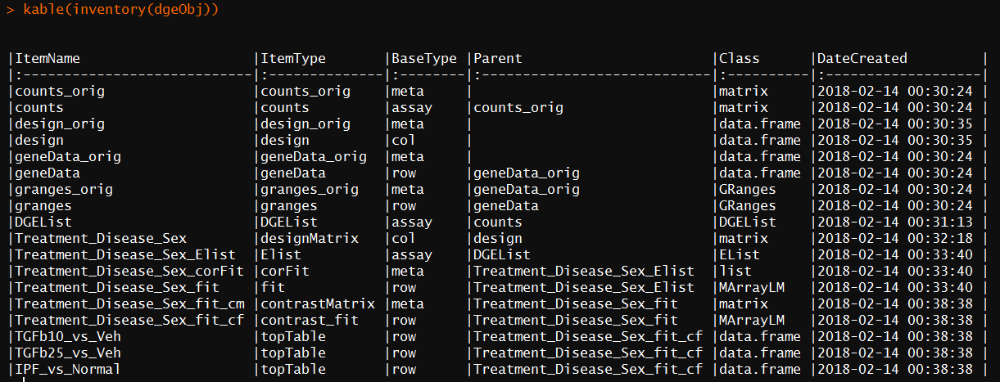 > kable(inventory(dgeObj))
|ItemName                    |ItemType       |BaseType |Parent                      |Class      |DateCreated         |
|:---------------------------|:--------------|:--------|:---------------------------|:----------|:-------------------|
|counts_orig                 |counts_orig    |meta     |                            |matrix     |2018-02-14 00:30:24 |
|counts                      |counts         |assay    |counts_orig                 |matrix     |2018-02-14 00:30:24 |
|design_orig                 |design_orig    |meta     |                            |data.frame |2018-02-14 00:30:35 |
|design                      |design         |col      |                            |data.frame |2018-02-14 00:30:35 |
|geneData_orig               |geneData_orig  |meta     |                            |data.frame |2018-02-14 00:30:24 |
|geneData                    |geneData       |row      |geneData_orig               |data.frame |2018-02-14 00:30:24 |
|granges_orig                |granges_orig   |meta     |geneData_orig               |GRanges    |2018-02-14 00:30:24 |
|granges                     |granges        |row      |geneData                    |GRanges    |2018-02-14 00:30:24 |
|DGEList                     |DGEList        |assay    |counts                      |DGEList    |2018-02-14 00:31:13 |
|Treatment_Disease_Sex       |designMatrix   |col      |design                      |matrix     |2018-02-14 00:32:18 |
|Treatment_Disease_Sex_Elist |Elist          |assay    |DGEList                     |EList      |2018-02-14 00:33:40 |
|Treatment_Disease_Sex_corFit |corFit         |meta     |Treatment_Disease_Sex_Elist |list       |2018-02-14 00:33:40 |
|Treatment_Disease_Sex_fit   |fit            |row      |Treatment_Disease_Sex_Elist |MArrayLM   |2018-02-14 00:33:40 |
|Treatment_Disease_Sex_fit_cm |contrastMatrix |meta     |Treatment_Disease_Sex_fit   |matrix     |2018-02-14 00:38:38 |
|Treatment_Disease_Sex_fit_cf |contrast_fit   |row      |Treatment_Disease_Sex_fit   |MArrayLM   |2018-02-14 00:38:38 |
|TGFb10_vs_Veh               |topTable       |row      |Treatment_Disease_Sex_fit_cf |data.frame |2018-02-14 00:38:38 |
|TGFb25_vs_Veh               |topTable       |row      |Treatment_Disease_Sex_fit_cf |data.frame |2018-02-14 00:38:38 |
|IPF_vs_Normal               |topTable       |row      |Treatment_Disease_Sex_fit_cf |data.frame |2018-02-14 00:38:38 |